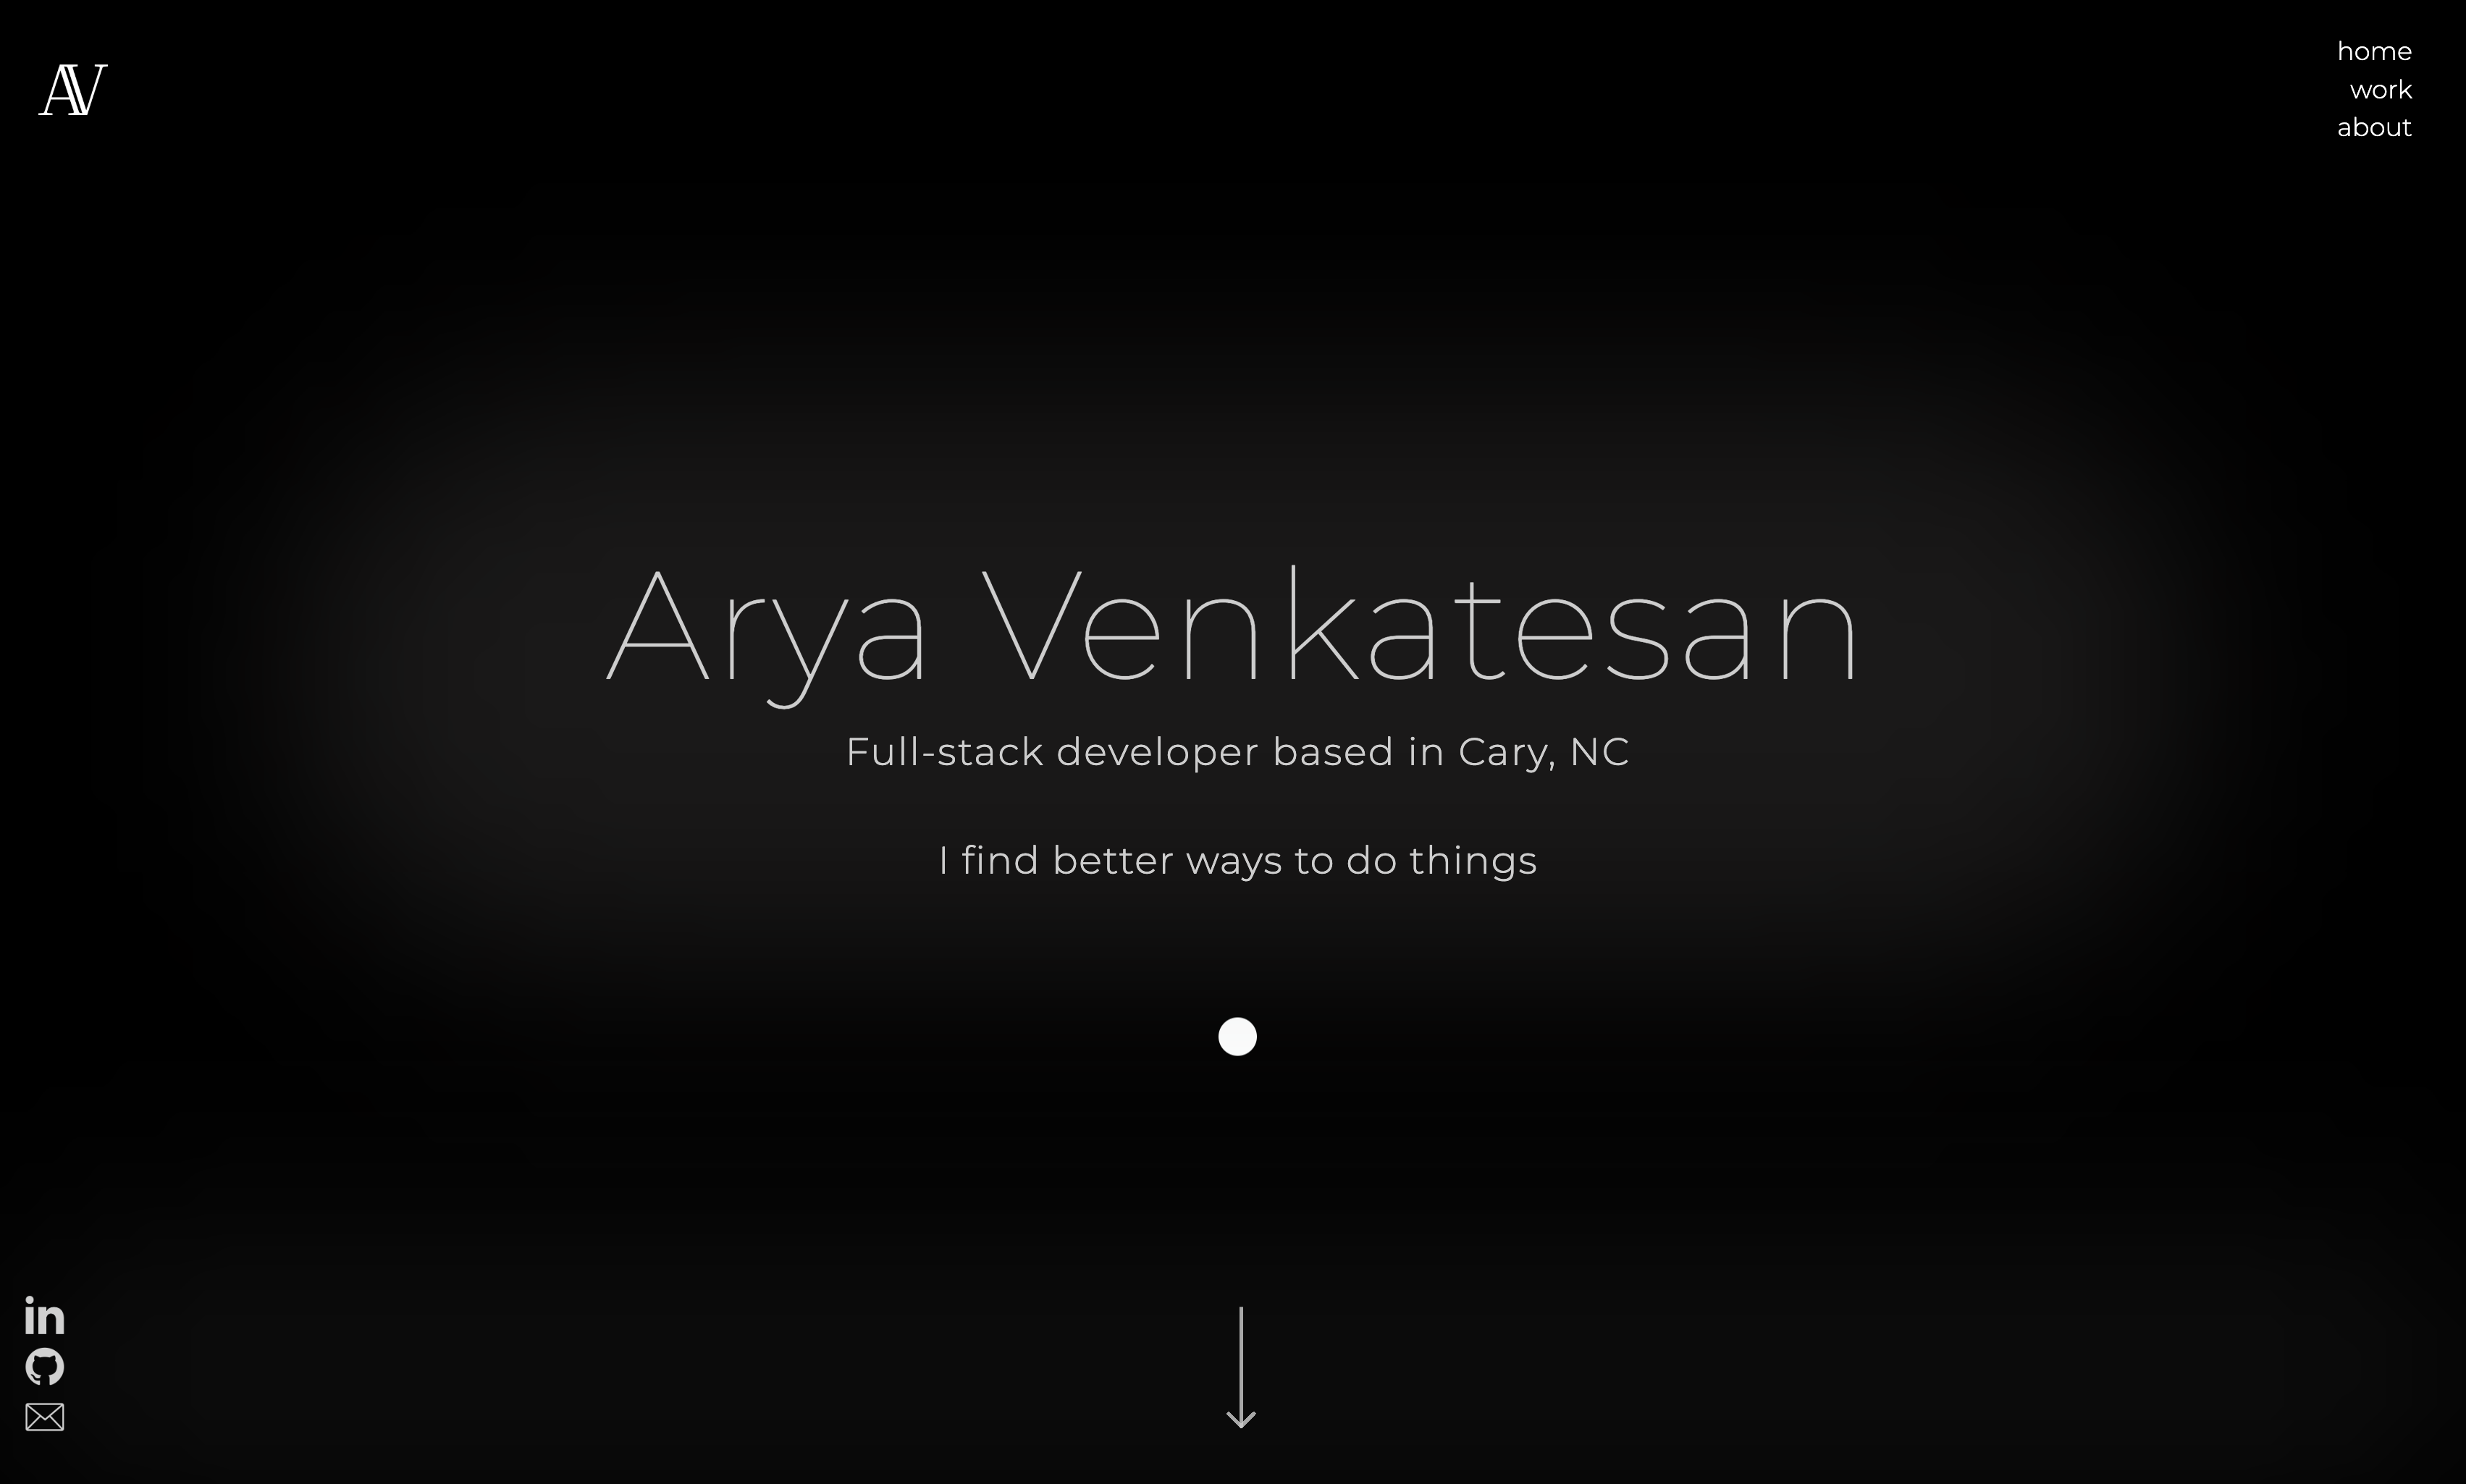 AV
home
work
about
Arya Venkatesan
Full-stack developer based in Cary, NC
I find better ways to do things
in